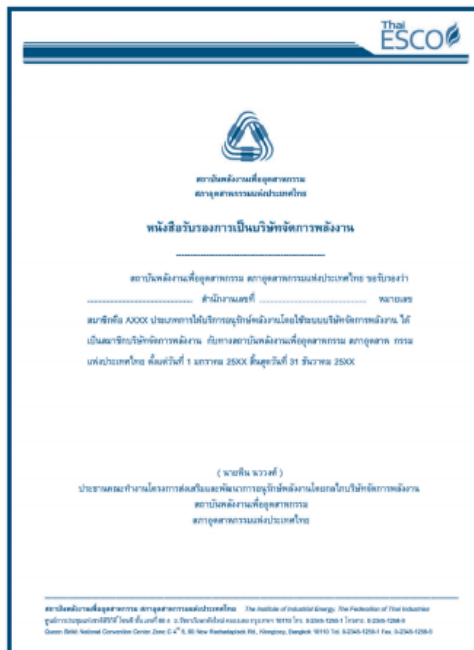 Thai
ESCO
สถาบันพลังงานเพื่ออุตสาหกรรม
สภาอุตสาหกรรมแห่งประเทศไทย
หนังสือรับรองการเป็นบริษัทจัดการพลังงาน
สถาบันพลังงานเพื่ออุตสาหกรรม สภาอุตสาหกรรมแห่งประเทศไทย ขอรับรองว่า
........................................ สำนักงานเลขที่ ........................................ หมายเลข
สมาชิกคือ AXXX ประเภทการให้บริการอนุรักษ์พลังงานโดยใช้ระบบบริษัทจัดการพลังงาน ได้
เป็นสมาชิกบริษัทจัดการพลังงาน กับทางสถาบันพลังงานเพื่ออุตสาหกรรม สภาอุตสาห กรรม
แห่งประเทศไทย ตั้งแต่วันที่ 1 มกราคม 25XX สิ้นสุดวันที่ 31 ธันวาคม 25XX
ประธานคณะทำงานโครงการส่งเสริมและพัฒนาการอนุรักษ์พลังงานโดยกลไกบริษัทจัดการพลังงาน
สถาบันพลังงานเพื่ออุตสาหกรรม
สภาอุตสาหกรรมแห่งประเทศไทย
สถาบันพลังงานเพื่ออุตสาหกรรม สภาอุตสาหกรรมแห่งประเทศไทย The Institute of Industrial Energy, The Federation of Thai Industries
Queen Sirikit National Convention Center Zone C 4th fl, 60 New Rachadapisek Rd., Klongtoey, Bangkok 10110